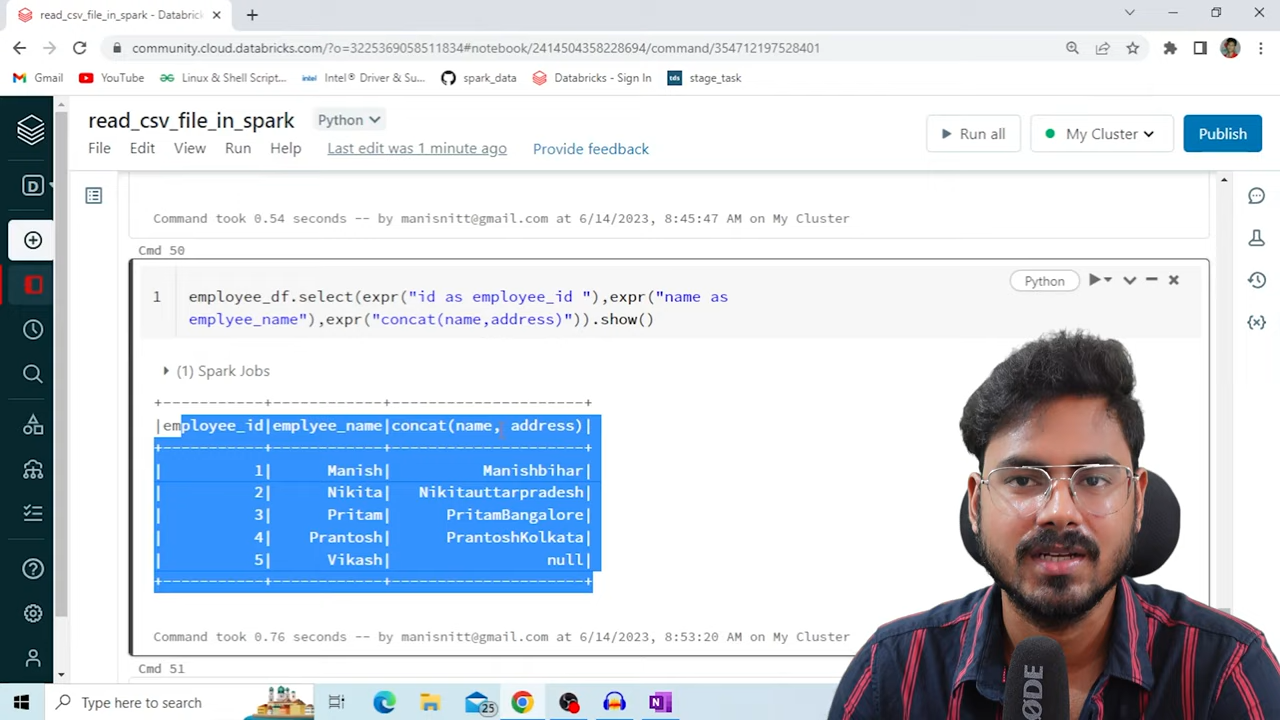 read_csv_file_in_spark - Databric
community.cloud.databricks.com/?o=3225369058511834#notebook/2414504358228694/command/354712197528401
Gmail
YouTube
Linux & Shell Script...
intel
Intel® Driver & Su...
spark_data
Databricks - Sign In
tds
stage_task
read_csv_file_in_spark
Python
File
Edit
View
Run
Help
Last edit was 1 minute ago
Provide feedback
Run all
My Cluster
Publish
D
Command took 0.54 seconds -- by manisnitt@gmail.com at 6/14/2023, 8:45:47 AM on My Cluster
Cmd 50
Python
1
employee_df.select(expr("id as employee_id "),expr("name as
emplyee_name"),expr("concat(name,address)")).show()
(1) Spark Jobs
+-----------+------------+--------------------+
|employee_id|emplyee_name|concat(name, address)|
+-----------+------------+--------------------+
| 1| Manish| Manishbihar|
| 2| Nikita| Nikitauttarpradesh|
| 3| Pritam| PritamBangalore|
| 4| Prantosh| PrantoshKolkata|
| 5| Vikash| null|
+-----------+------------+--------------------+
Command took 0.76 seconds -- by manisnitt@gmail.com at 6/14/2023, 8:53:20 AM on My Cluster
Cmd 51
Type here to search
25
N
RØDE